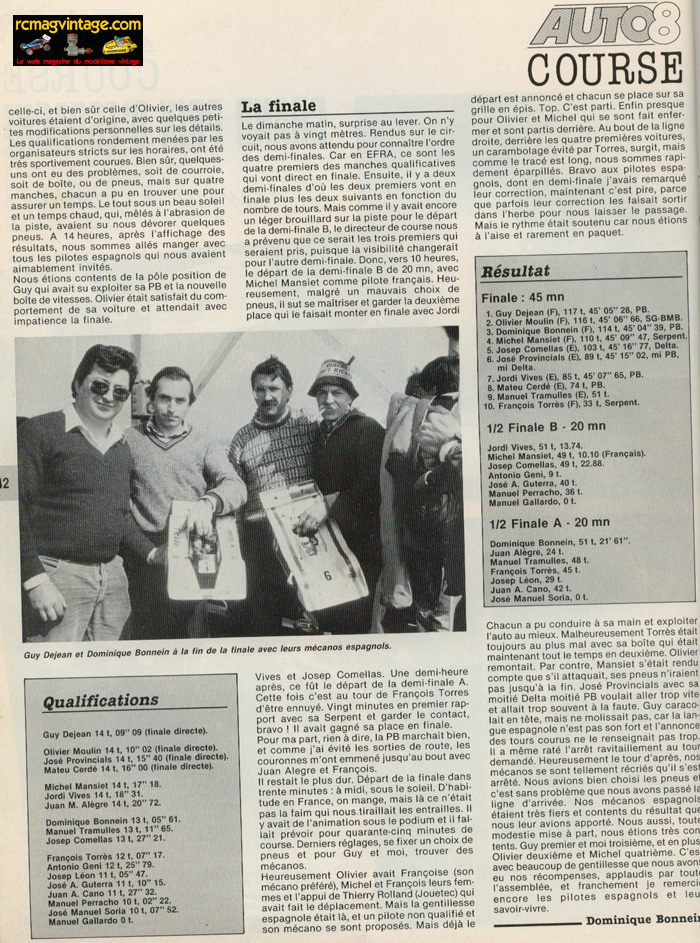 rcmagvintage.com
Le web magazine du modélisme vintage
AUTO8
COURSE
celle-ci, et bien sûr celle d'Olivier, les autres
voitures étaient d'origine, avec quelques peti-
tes modifications personnelles sur les détails.
Les qualifications rondement menées par les
organisateurs stricts sur les horaires, ont été
très sportivement courues. Bien sûr, quelques-
uns ont eu des problèmes, soit de courroie,
soit de boîte, ou de pneus, mais sur quatre
manches, chacun a pu en trouver une pour
assurer un temps. Le tout sous un beau soleil
et un temps chaud, qui, mêlés à l'abrasion de
la piste, avaient su nous dévorer quelques
pneus. A 14 heures, après l'affichage des
résultats, nous sommes allés manger avec
tous les pilotes espagnols qui nous avaient
aimablement invités.
Nous étions contents de la pôle position de
Guy qui avait su exploiter sa PB et la nouvelle
boîte de vitesses. Olivier était satisfait du com-
portement de sa voiture et attendait avec
impatience la finale.
La finale
Le dimanche matin, surprise au lever. On n'y
voyait pas à vingt mètres. Rendus sur le cir-
cuit, nous avons attendu pour connaître l'ordre
des demi-finales. Car en EFRA, ce sont les
quatre premiers des manches qualificatives
qui vont direct en finale. Ensuite, il y a deux
demi-finales d'où les deux premiers vont en
finale plus les deux suivants en fonction du
nombre de tours. Mais comme il y avait encore
un léger brouillard sur la piste pour le départ
de la demi-finale B, le directeur de course nous
a prévenu que ce serait les trois premiers qui
seraient pris, puisque la visibilité changerait
pour l'autre demi-finale. Donc, vers 10 heures,
le départ de la demi-finale B de 20 mn, avec
Michel Mansiet comme pilote français. Heu-
reusement, malgré un mauvais choix de
pneus, il sut se maîtriser et garder la deuxième
place qui le faisait monter en finale avec Jordi
départ est annoncé et chacun se place sur sa
grille en épis. Top. C'est parti. Enfin presque
pour Olivier et Michel qui se sont fait enfer-
mer et sont partis derrière. Au bout de la ligne
droite, derrière les quatre premières voitures,
un carambolage évité par Torres, surgit, mais
comme le tracé est long, nous sommes rapi-
dement éparpillés. Bravo aux pilotes espa-
gnols, dont en demi-finale j'avais remarqué
leur correction, maintenant c'est pire, parce
que parfois leur correction les faisait sortir
dans l'herbe pour nous laisser le passage.
Mais le rythme était soutenu car nous étions
à l'aise et rarement en paquet.
Résultat
Finale : 45 mn
1. Guy Dejean (F), 117 t, 45' 05" 28, PB.
2. Olivier Moulin (F), 116 t, 45' 06" 66, SG-BMB.
3. Dominique Bonnein (F), 114 t, 45' 04" 39, PB.
4. Michel Mansiet (F), 110 t, 45' 09" 47, Serpent.
5. Josep Comellas (E), 103 t, 45' 16" 77, Delta.
6. José Provincials (E), 89 t, 45' 15" 02, mi PB,
mi Delta.
7. Jordi Vives (E), 85 t, 45' 07" 65, PB.
8. Mateu Cerdé (E), 74 t, PB.
9. Manuel Tramulles (E), 51 t.
10. François Torrès (F), 33 t, Serpent.
1/2 Finale B - 20 mn
Jordi Vives, 51 t, 13.74.
Michel Mansiet, 49 t, 10.10 (Français).
Josep Comellas, 49 t, 22.88.
Antonio Geni, 9 t.
José A. Guterra, 40 t.
Manuel Perracho, 36 t.
Manuel Gallardo, 0 t.
1/2 Finale A - 20 mn
Dominique Bonnein, 51 t, 21' 61".
Juan Alègre, 24 t.
Manuel Tramulles, 48 t.
François Torrès, 45 t.
Josep Léon, 29 t.
Juan A. Cano, 42 t.
José Manuel Soria, 0 t.
42
6
Guy Dejean et Dominique Bonnein à la fin de la finale avec leurs mécanos espagnols.
Qualifications
Guy Dejean 14 t, 09" 09 (finale directe).
Olivier Moulin 14 t, 10" 02 (finale directe).
José Provincials 14 t, 15" 40 (finale directe).
Mateu Cerdé 14 t, 16" 00 (finale directe).
Michel Mansiet 14 t, 17" 18.
Jordi Vives 14 t, 18" 31.
Juan M. Alègre 14 t, 20" 72.
Dominique Bonnein 13 t, 05" 61.
Manuel Tramulles 13 t, 11" 65.
Josep Comellas 13 t, 27" 21.
François Torrès 12 t, 07" 17.
Antonio Geni 12 t, 25" 79.
Josep Léon 11 t, 05" 47.
José A. Guterra 11 t, 10" 15.
Juan A. Cano 11 t, 27" 32.
Manuel Perracho 10 t, 02" 22.
José Manuel Soria 10 t, 07" 52.
Manuel Gallardo 0 t.
Vives et Josep Comellas. Une demi-heure
après, ce fût le départ de la demi-finale A.
Cette fois c'est au tour de François Torres
d'être ennuyé. Vingt minutes en premier rap-
port avec sa Serpent et garder le contact,
bravo ! Il avait gagné sa place en finale.
Pour ma part, rien à dire, la PB marchait bien,
et comme j'ai évité les sorties de route, les
couronnes m'ont emmené jusqu'au bout avec
Juan Alegre et François.
Il restait le plus dur. Départ de la finale dans
trente minutes : à midi, sous le soleil. D'habi-
tude en France, on mange, mais là ce n'était
pas la faim qui nous tiraillait les entrailles. Il
y avait de l'animation sous le podium et il fal-
lait prévoir pour quarante-cinq minutes de
course. Derniers réglages, se fixer un choix de
pneus et pour Guy et moi, trouver des
mécanos.
Heureusement Olivier avait Françoise (son
mécano préféré), Michel et François leurs fem-
mes et l'appui de Thierry Rolland (Jouetec) qui
avait fait le déplacement. Mais la gentillesse
espagnole était là, et un pilote non qualifié et
son mécano se sont proposés. Mais déjà le
Chacun a pu conduire à sa main et exploiter
l'auto au mieux. Malheureusement Torrès était
toujours au plus mal avec sa boîte qui était
maintenant tout le temps en deuxième. Olivier
remontait. Par contre, Mansiet s'était rendu
compte que s'il attaquait, ses pneus n'iraient
pas jusqu'à la fin. José Provincials avec sa
moitié Delta moitié PB voulait aller trop vite
et allait trop souvent à la faute. Guy caraco-
lait en tête, mais ne molissait pas, car la lan-
gue espagnole n'est pas son fort et l'annonce
des tours courus ne le renseignait pas trop.
Il a même raté l'arrêt ravitaillement au tour
demandé. Heureusement le tour d'après, nos
mécanos se sont tellement récriés qu'il s'est
arrêté. Nous avions bien choisi les pneus et
c'est sans problème que nous avons passé la
ligne d'arrivée. Nos mécanos espagnols
étaient très fiers et contents du résultat que
nous leur avions apporté. Nous aussi, toute
modestie mise à part, nous étions très con-
tents. Guy premier et moi troisième, et en plus
Olivier deuxième et Michel quatrième. C'es
avec beaucoup de gentillesse que nous avons
eu nos récompenses, applaudis par toute
l'assemblée, et franchement je remercie
encore les pilotes espagnols et leur
savoir-vivre.
Dominique Bonnein